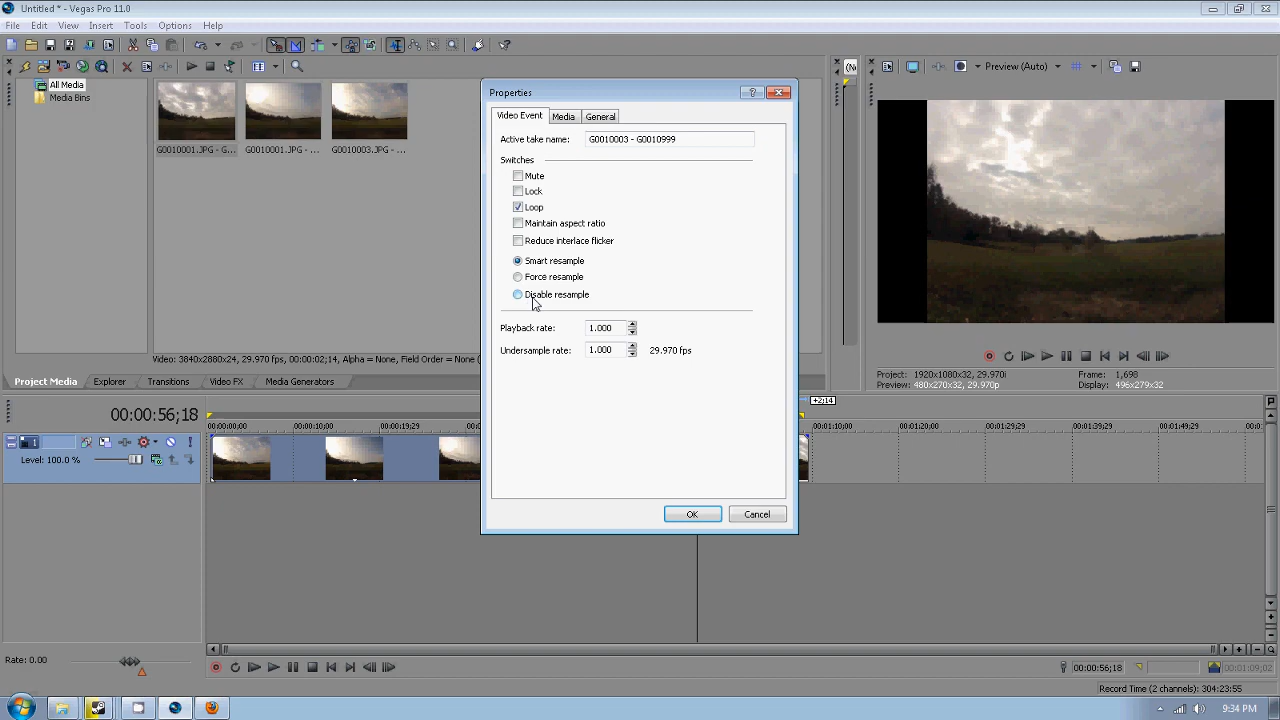 Untitled * - Vegas Pro 11.0
File Edit View Insert Tools Options Help
All Media
Media Bins
G0010001.JPG - G...
G0010001.JPG - ...
G0010003.JPG - ...
Video: 3840x2880x24, 29.970 fps, 00:00:02;14, Alpha = None, Field Order = None (
Project Media Explorer Transitions Video FX Media Generators
Properties
Video Event Media General
Active take name: G0010003 - G0010999
Switches
Mute
Lock
Loop
Maintain aspect ratio
Reduce interlace flicker
Smart resample
Force resample
Disable resample
Playback rate: 1.000
Undersample rate: 1.000 29.970 fps
OK Cancel
(N
Preview (Auto)
Project: 1920x1080x32, 29.970i
Preview: 480x270x32, 29.970p
Frame: 1,698
Display: 496x279x32
00:00:56;18
+2;14
00:00:00;00 00:00:10;00 00:00:19;29 00:01:10;00 00:01:20;00 00:01:29;29 00:01:39;29 00:01:49;29
1
Level: 100.0 %
Rate: 0.00
00:00:56;18
00:01:09;02
Record Time (2 channels): 304:23:55
9:34 PM